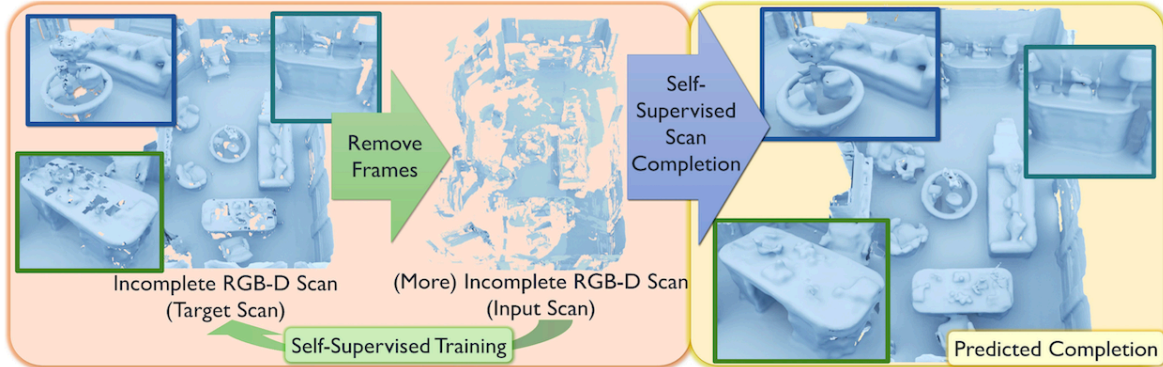 Remove
Frames
Self-
Supervised
Scan
Completion
Incomplete RGB-D Scan
(Target Scan)
(More) Incomplete RGB-D Scan
(Input Scan)
Self-Supervised Training
Predicted Completion